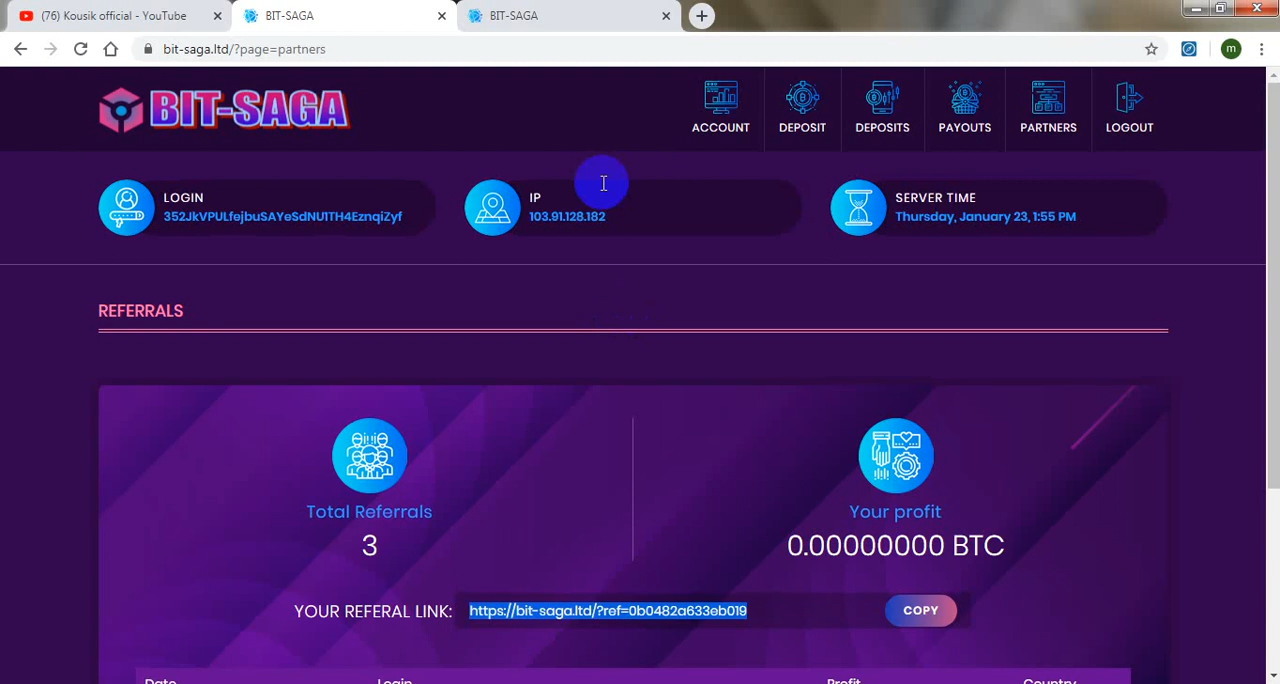 (76) Kousik official - YouTube
BIT-SAGA
BIT-SAGA
bit-saga.ltd/?page=partners
m
BIT-SAGA
ACCOUNT
DEPOSIT
DEPOSITS
PAYOUTS
PARTNERS
LOGOUT
LOGIN
352JkVPULfejbuSAYeSdNU1TH4EznqiZyf
IP
103.91.128.182
SERVER TIME
Thursday, January 23, 1:55 PM
REFERRALS
Total Referrals
3
Your profit
0.00000000 BTC
YOUR REFERAL LINK:
https://bit-saga.ltd/?ref=0b0482a633eb019
COPY
Date
Login
Profit
Country